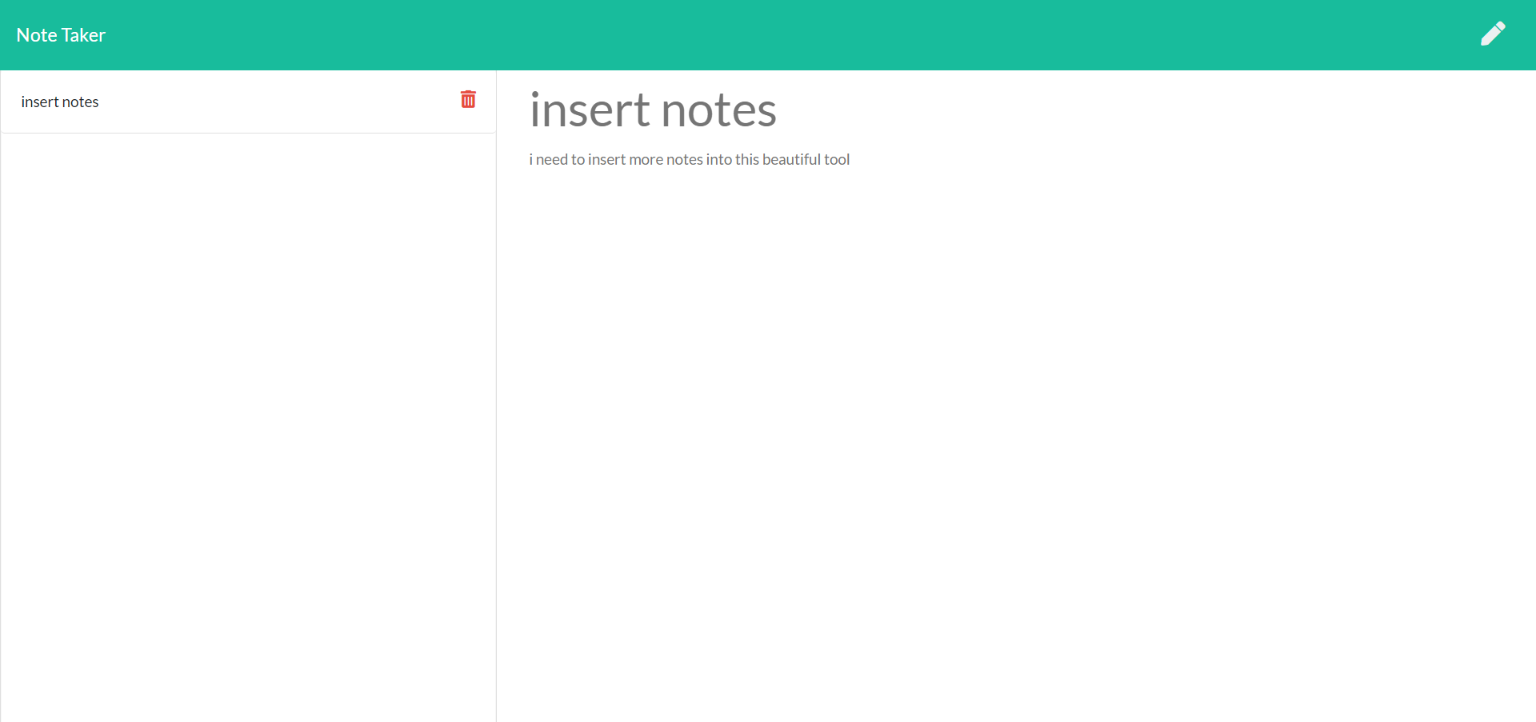 Note Taker
insert notes
insert notes
i need to insert more notes into this beautiful tool